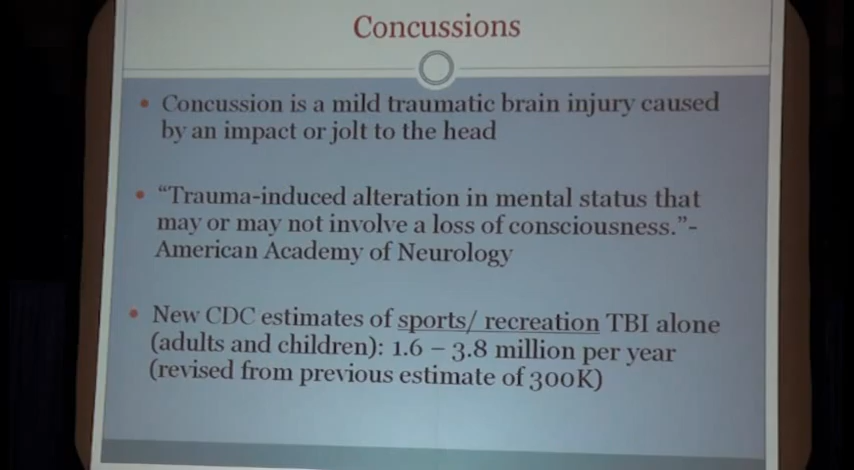 Concussions
• Concussion is a mild traumatic brain injury caused
by an impact or jolt to the head
• “Trauma-induced alteration in mental status that
may or may not involve a loss of consciousness.”-
American Academy of Neurology
• New CDC estimates of sports/ recreation TBI alone
(adults and children): 1.6 – 3.8 million per year
(revised from previous estimate of 300K)